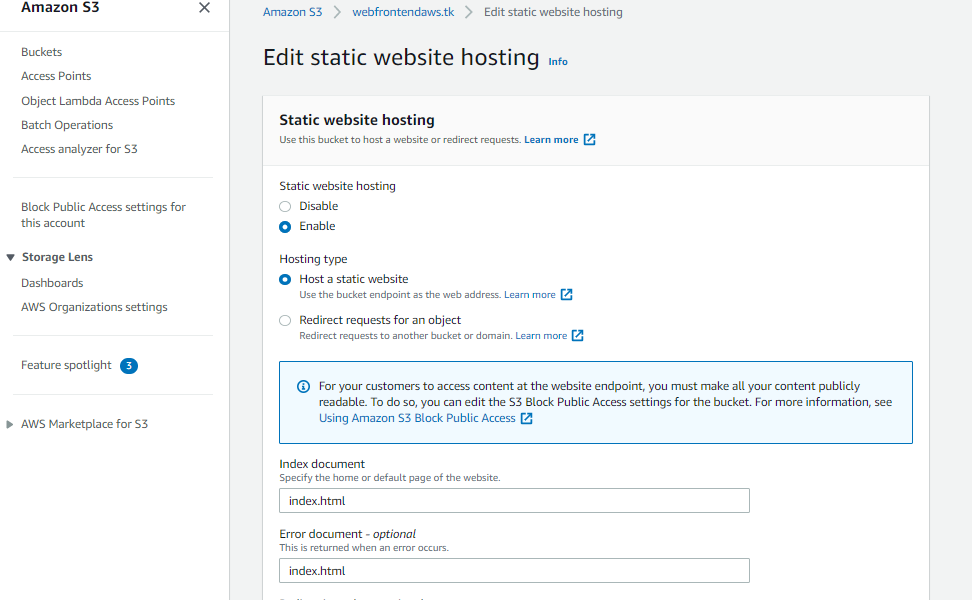 Amazon S3
Buckets
Access Points
Object Lambda Access Points
Batch Operations
Access analyzer for S3
Block Public Access settings for
this account
Storage Lens
Dashboards
AWS Organizations settings
Feature spotlight 3
AWS Marketplace for S3
Amazon S3 > webfrontendaws.tk > Edit static website hosting
Edit static website hosting Info
Static website hosting
Use this bucket to host a website or redirect requests. Learn more
Static website hosting
Disable
Enable
Hosting type
Host a static website
Use the bucket endpoint as the web address. Learn more
Redirect requests for an object
Redirect requests to another bucket or domain. Learn more
For your customers to access content at the website endpoint, you must make all your content publicly
readable. To do so, you can edit the S3 Block Public Access settings for the bucket. For more information, see
Using Amazon S3 Block Public Access
Index document
Specify the home or default page of the website.
index.html
Error document - optional
This is returned when an error occurs.
index.html